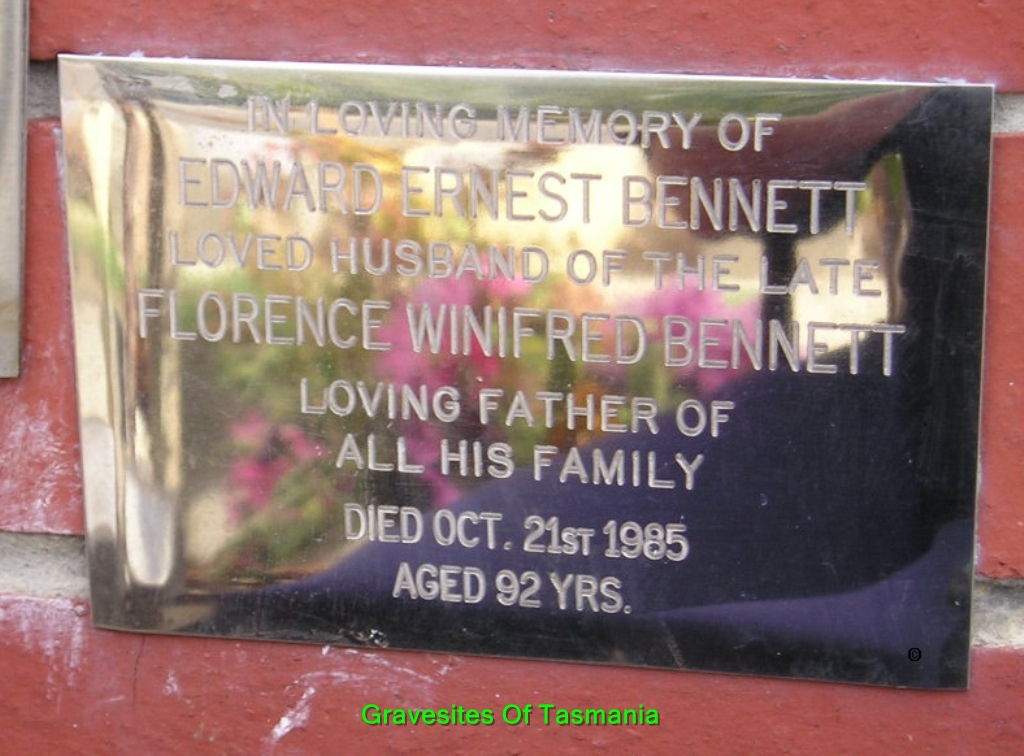 IN LOVING MEMORY OF
EDWARD ERNEST BENNETT
LOVED HUSBAND OF THE LATE
FLORENCE WINIFRED BENNETT
LOVING FATHER OF
ALL HIS FAMILY
DIED OCT. 21ST 1985
AGED 92 YRS.
©
Gravesites Of Tasmania